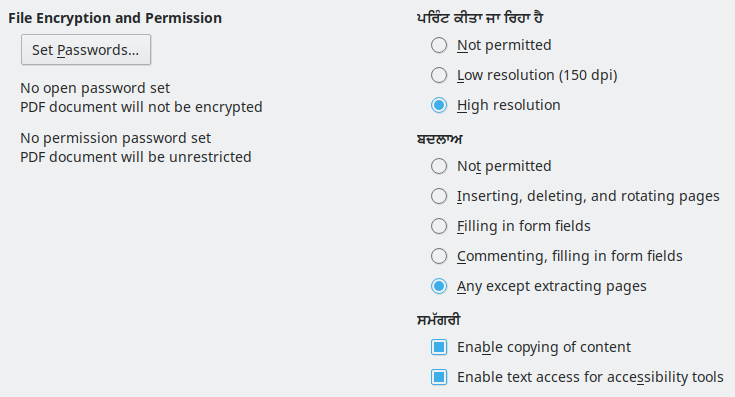 File Encryption and Permission
Set Passwords...
No open password set
PDF document will not be encrypted
No permission password set
PDF document will be unrestricted
ਪਰਿੰਟ ਕੀਤਾ ਜਾ ਰਿਹਾ ਹੈ
Not permitted
Low resolution (150 dpi)
High resolution
ਬਦਲਾਅ
Not permitted
Inserting, deleting, and rotating pages
Filling in form fields
Commenting, filling in form fields
Any except extracting pages
ਸਮੱਗਰੀ
Enable copying of content
Enable text access for accessibility tools